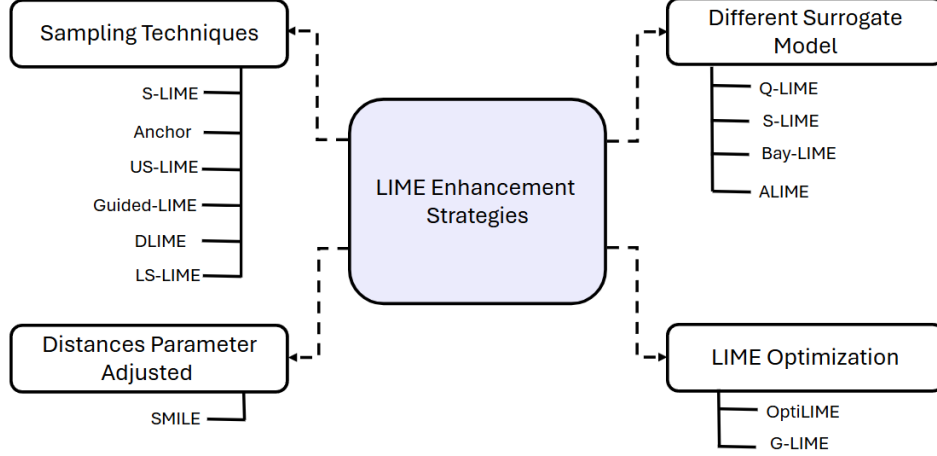 Sampling Techniques
S-LIME
Anchor
US-LIME
Guided-LIME
DLIME
LS-LIME
Different Surrogate
Model
Q-LIME
S-LIME
Bay-LIME
ALIME
LIME Enhancement
Strategies
Distances Parameter
Adjusted
SMILE
LIME Optimization
OptiLIME
G-LIME